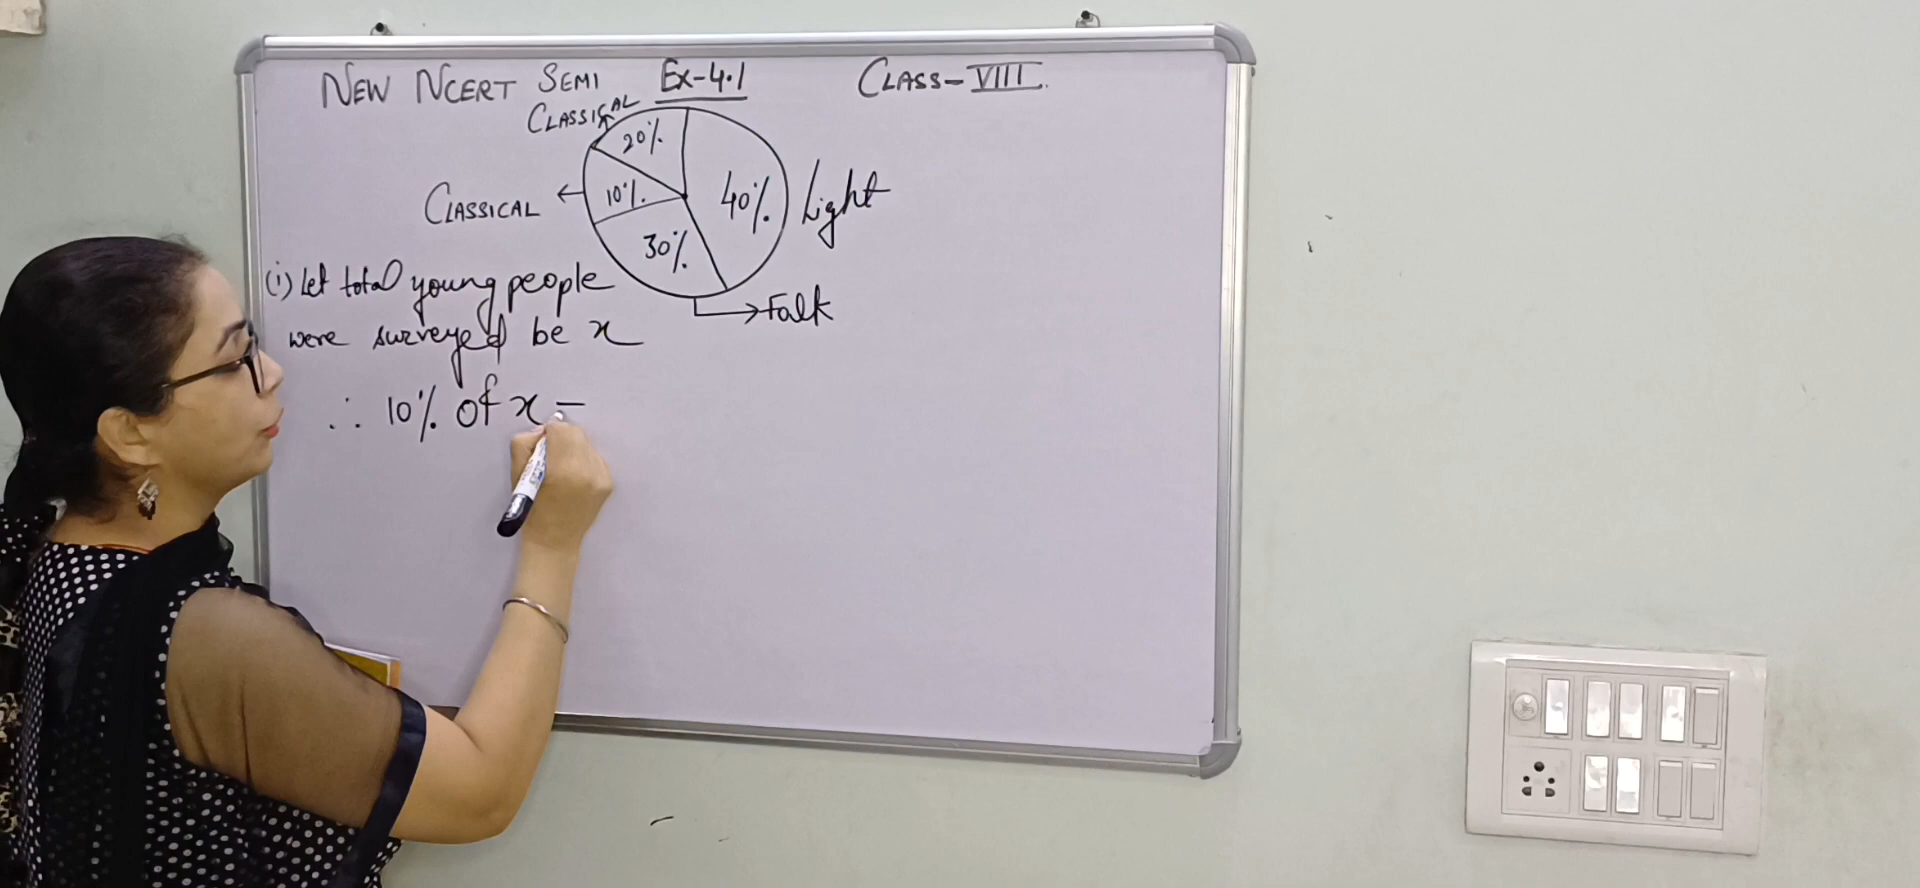 NEW NCERT
Ex-4.1
CLASS-VIII.
SEMI
CLASSICAL
20%
10%
40%
30%
CLASSICAL
Light
Falk
(i) Let total young people
were surveyed be x
∴ 10% of x =